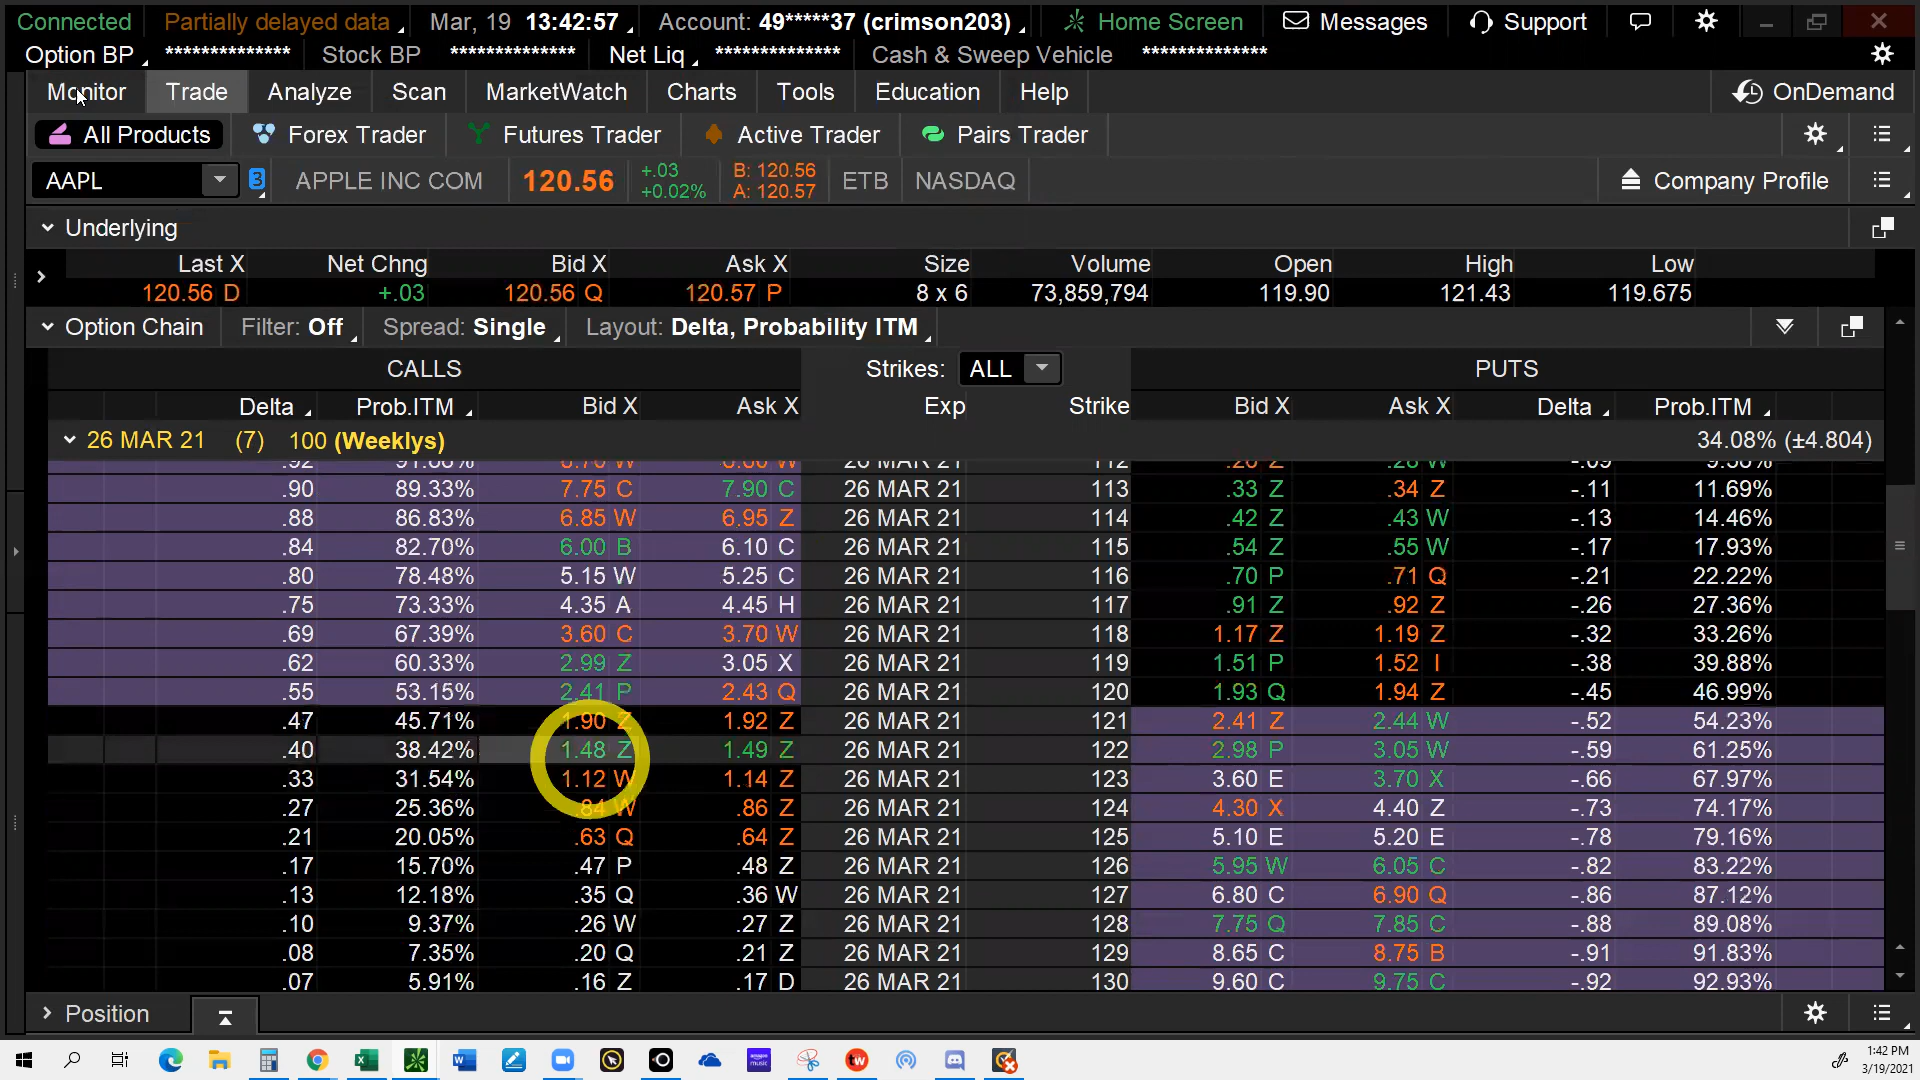 Connected Partially delayed data Mar, 19 13:42:57 Account: 49*****37 (crimson203) Home Screen Messages Support
Option BP ************** Stock BP ************** Net Liq ************** Cash & Sweep Vehicle **************
Monitor Trade Analyze Scan MarketWatch Charts Tools Education Help OnDemand
All Products Forex Trader Futures Trader Active Trader Pairs Trader
AAPL 3 APPLE INC COM 120.56 +.03 +0.02% B: 120.56 A: 120.57 ETB NASDAQ Company Profile
Underlying
Last X Net Chng Bid X Ask X Size Volume Open High Low
120.56 D +.03 120.56 Q 120.57 P 8 x 6 73,859,794 119.90 121.43 119.675
Option Chain Filter: Off Spread: Single Layout: Delta, Probability ITM
CALLS Strikes: ALL PUTS
Delta Prob.ITM Bid X Ask X Exp Strike Bid X Ask X Delta Prob.ITM
26 MAR 21 (7) 100 (Weeklys) 34.08% (±4.804)
26 MAR 21 112
.90 89.33% 7.75 C 7.90 C 26 MAR 21 113 .33 Z .34 Z -.11 11.69%
.88 86.83% 6.85 W 6.95 Z 26 MAR 21 114 .42 Z .43 W -.13 14.46%
.84 82.70% 6.00 B 6.10 C 26 MAR 21 115 .54 Z .55 W -.17 17.93%
.80 78.48% 5.15 W 5.25 C 26 MAR 21 116 .70 P .71 Q -.21 22.22%
.75 73.33% 4.35 A 4.45 H 26 MAR 21 117 .91 Z .92 Z -.26 27.36%
.69 67.39% 3.60 C 3.70 W 26 MAR 21 118 1.17 Z 1.19 Z -.32 33.26%
.62 60.33% 2.99 Z 3.05 X 26 MAR 21 119 1.51 P 1.52 I -.38 39.88%
.55 53.15% 2.41 P 2.43 Q 26 MAR 21 120 1.93 Q 1.94 Z -.45 46.99%
.47 45.71% 1.90 Z 1.92 Z 26 MAR 21 121 2.41 Z 2.44 W -.52 54.23%
.40 38.42% 1.48 Z 1.49 Z 26 MAR 21 122 2.98 P 3.05 W -.59 61.25%
.33 31.54% 1.12 W 1.14 Z 26 MAR 21 123 3.60 E 3.70 X -.66 67.97%
.27 25.36% .84 W .86 Z 26 MAR 21 124 4.30 X 4.40 Z -.73 74.17%
.21 20.05% .63 Q .64 Z 26 MAR 21 125 5.10 E 5.20 E -.78 79.16%
.17 15.70% .47 P .48 Z 26 MAR 21 126 5.95 W 6.05 C -.82 83.22%
.13 12.18% .35 Q .36 W 26 MAR 21 127 6.80 C 6.90 Q -.86 87.12%
.10 9.37% .26 W .27 Z 26 MAR 21 128 7.75 Q 7.85 C -.88 89.08%
.08 7.35% .20 Q .21 Z 26 MAR 21 129 8.65 C 8.75 B -.91 91.83%
.07 5.91% .16 Z .17 D 26 MAR 21 130 9.60 C 9.75 C -.92 92.93%
Position
1:42 PM
3/19/2021